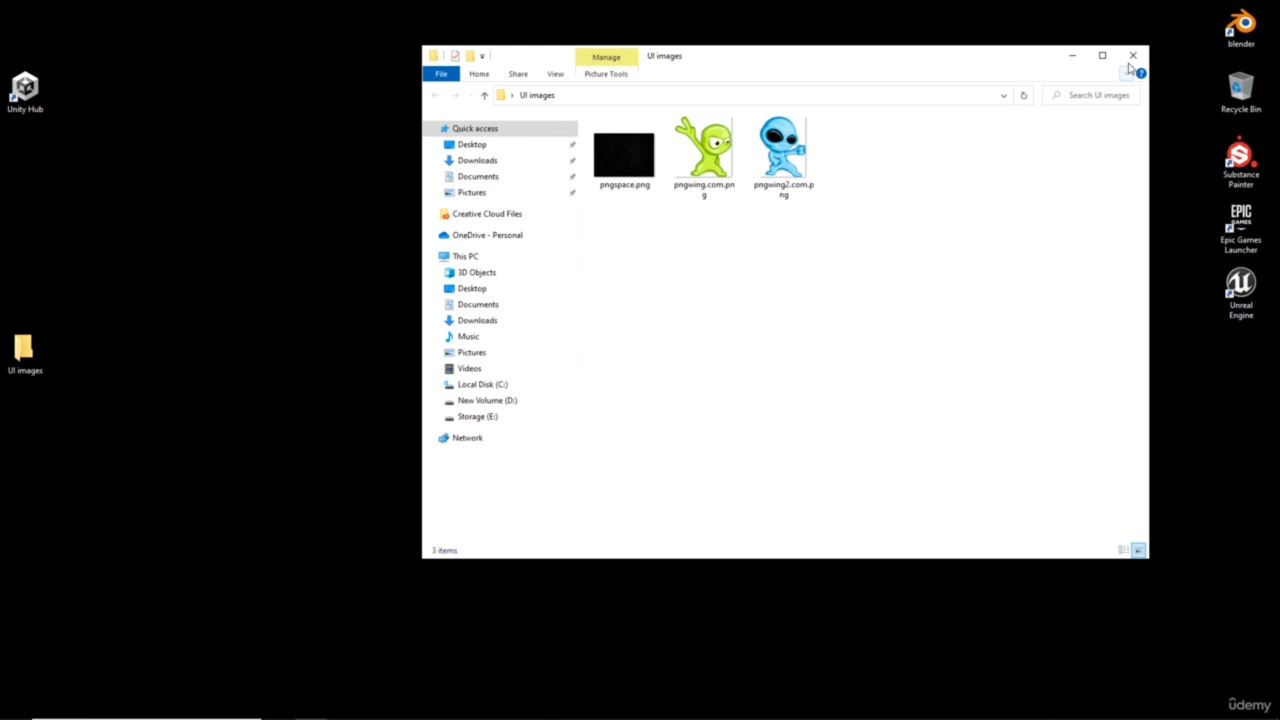 Unity Hub
UI images
Manage
UI images
File
Home
Share
View
Picture Tools
UI images
Search UI images
Quick access
Desktop
Downloads
Documents
Pictures
Creative Cloud Files
OneDrive - Personal
This PC
3D Objects
Desktop
Documents
Downloads
Music
Pictures
Videos
Local Disk (C:)
New Volume (D:)
Storage (E:)
Network
pngspace.png
pngwing.com.pn
g
pngwing2.com.p
ng
3 items
blender
Recycle Bin
Substance
Painter
EPIC
GAMES
Epic Games
Launcher
Unreal
Engine
ûdemy